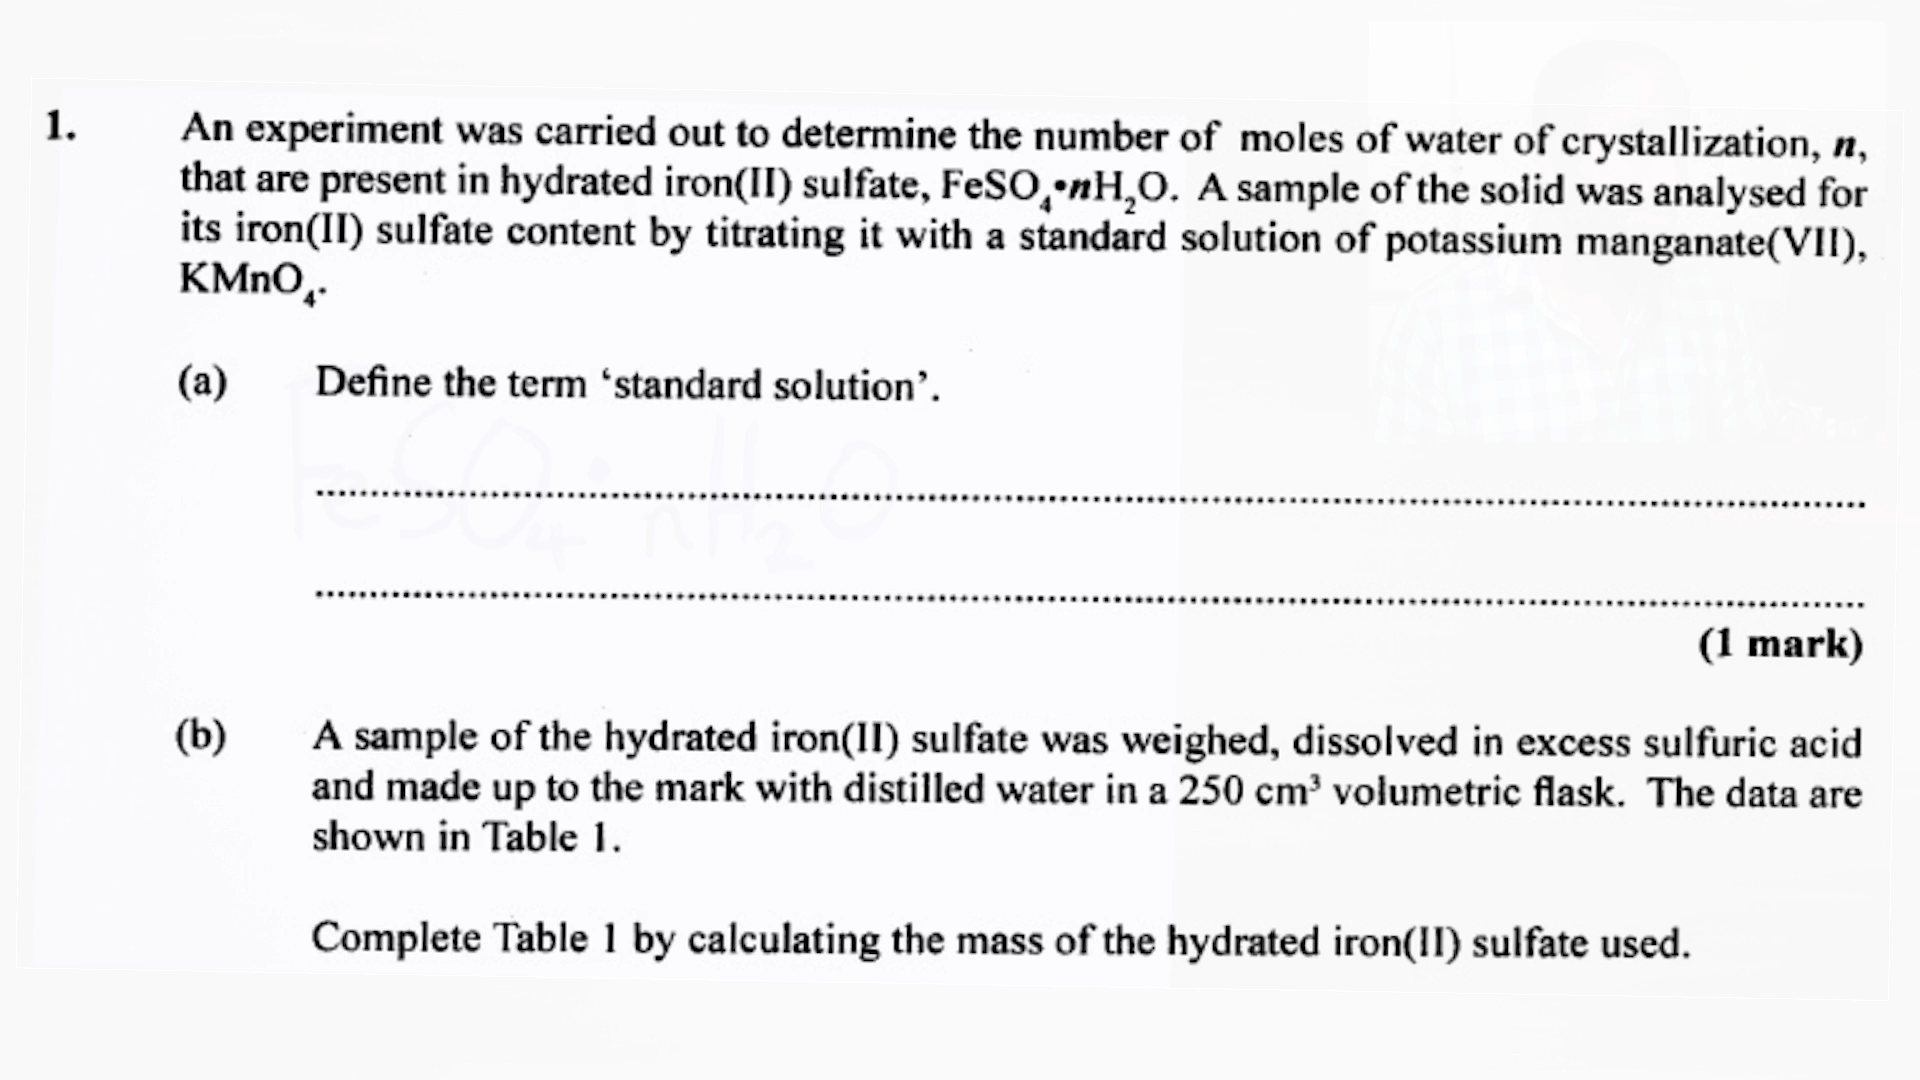 1. An experiment was carried out to determine the number of moles of water of crystallization, n,
that are present in hydrated iron(II) sulfate, FeSO₄•nH₂O. A sample of the solid was analysed for
its iron(II) sulfate content by titrating it with a standard solution of potassium manganate(VII),
KMnO₄.
(a) Define the term ‘standard solution’.
FeSO₄•nH₂O
(1 mark)
(b) A sample of the hydrated iron(II) sulfate was weighed, dissolved in excess sulfuric acid
and made up to the mark with distilled water in a 250 cm³ volumetric flask. The data are
shown in Table 1.
Complete Table 1 by calculating the mass of the hydrated iron(II) sulfate used.